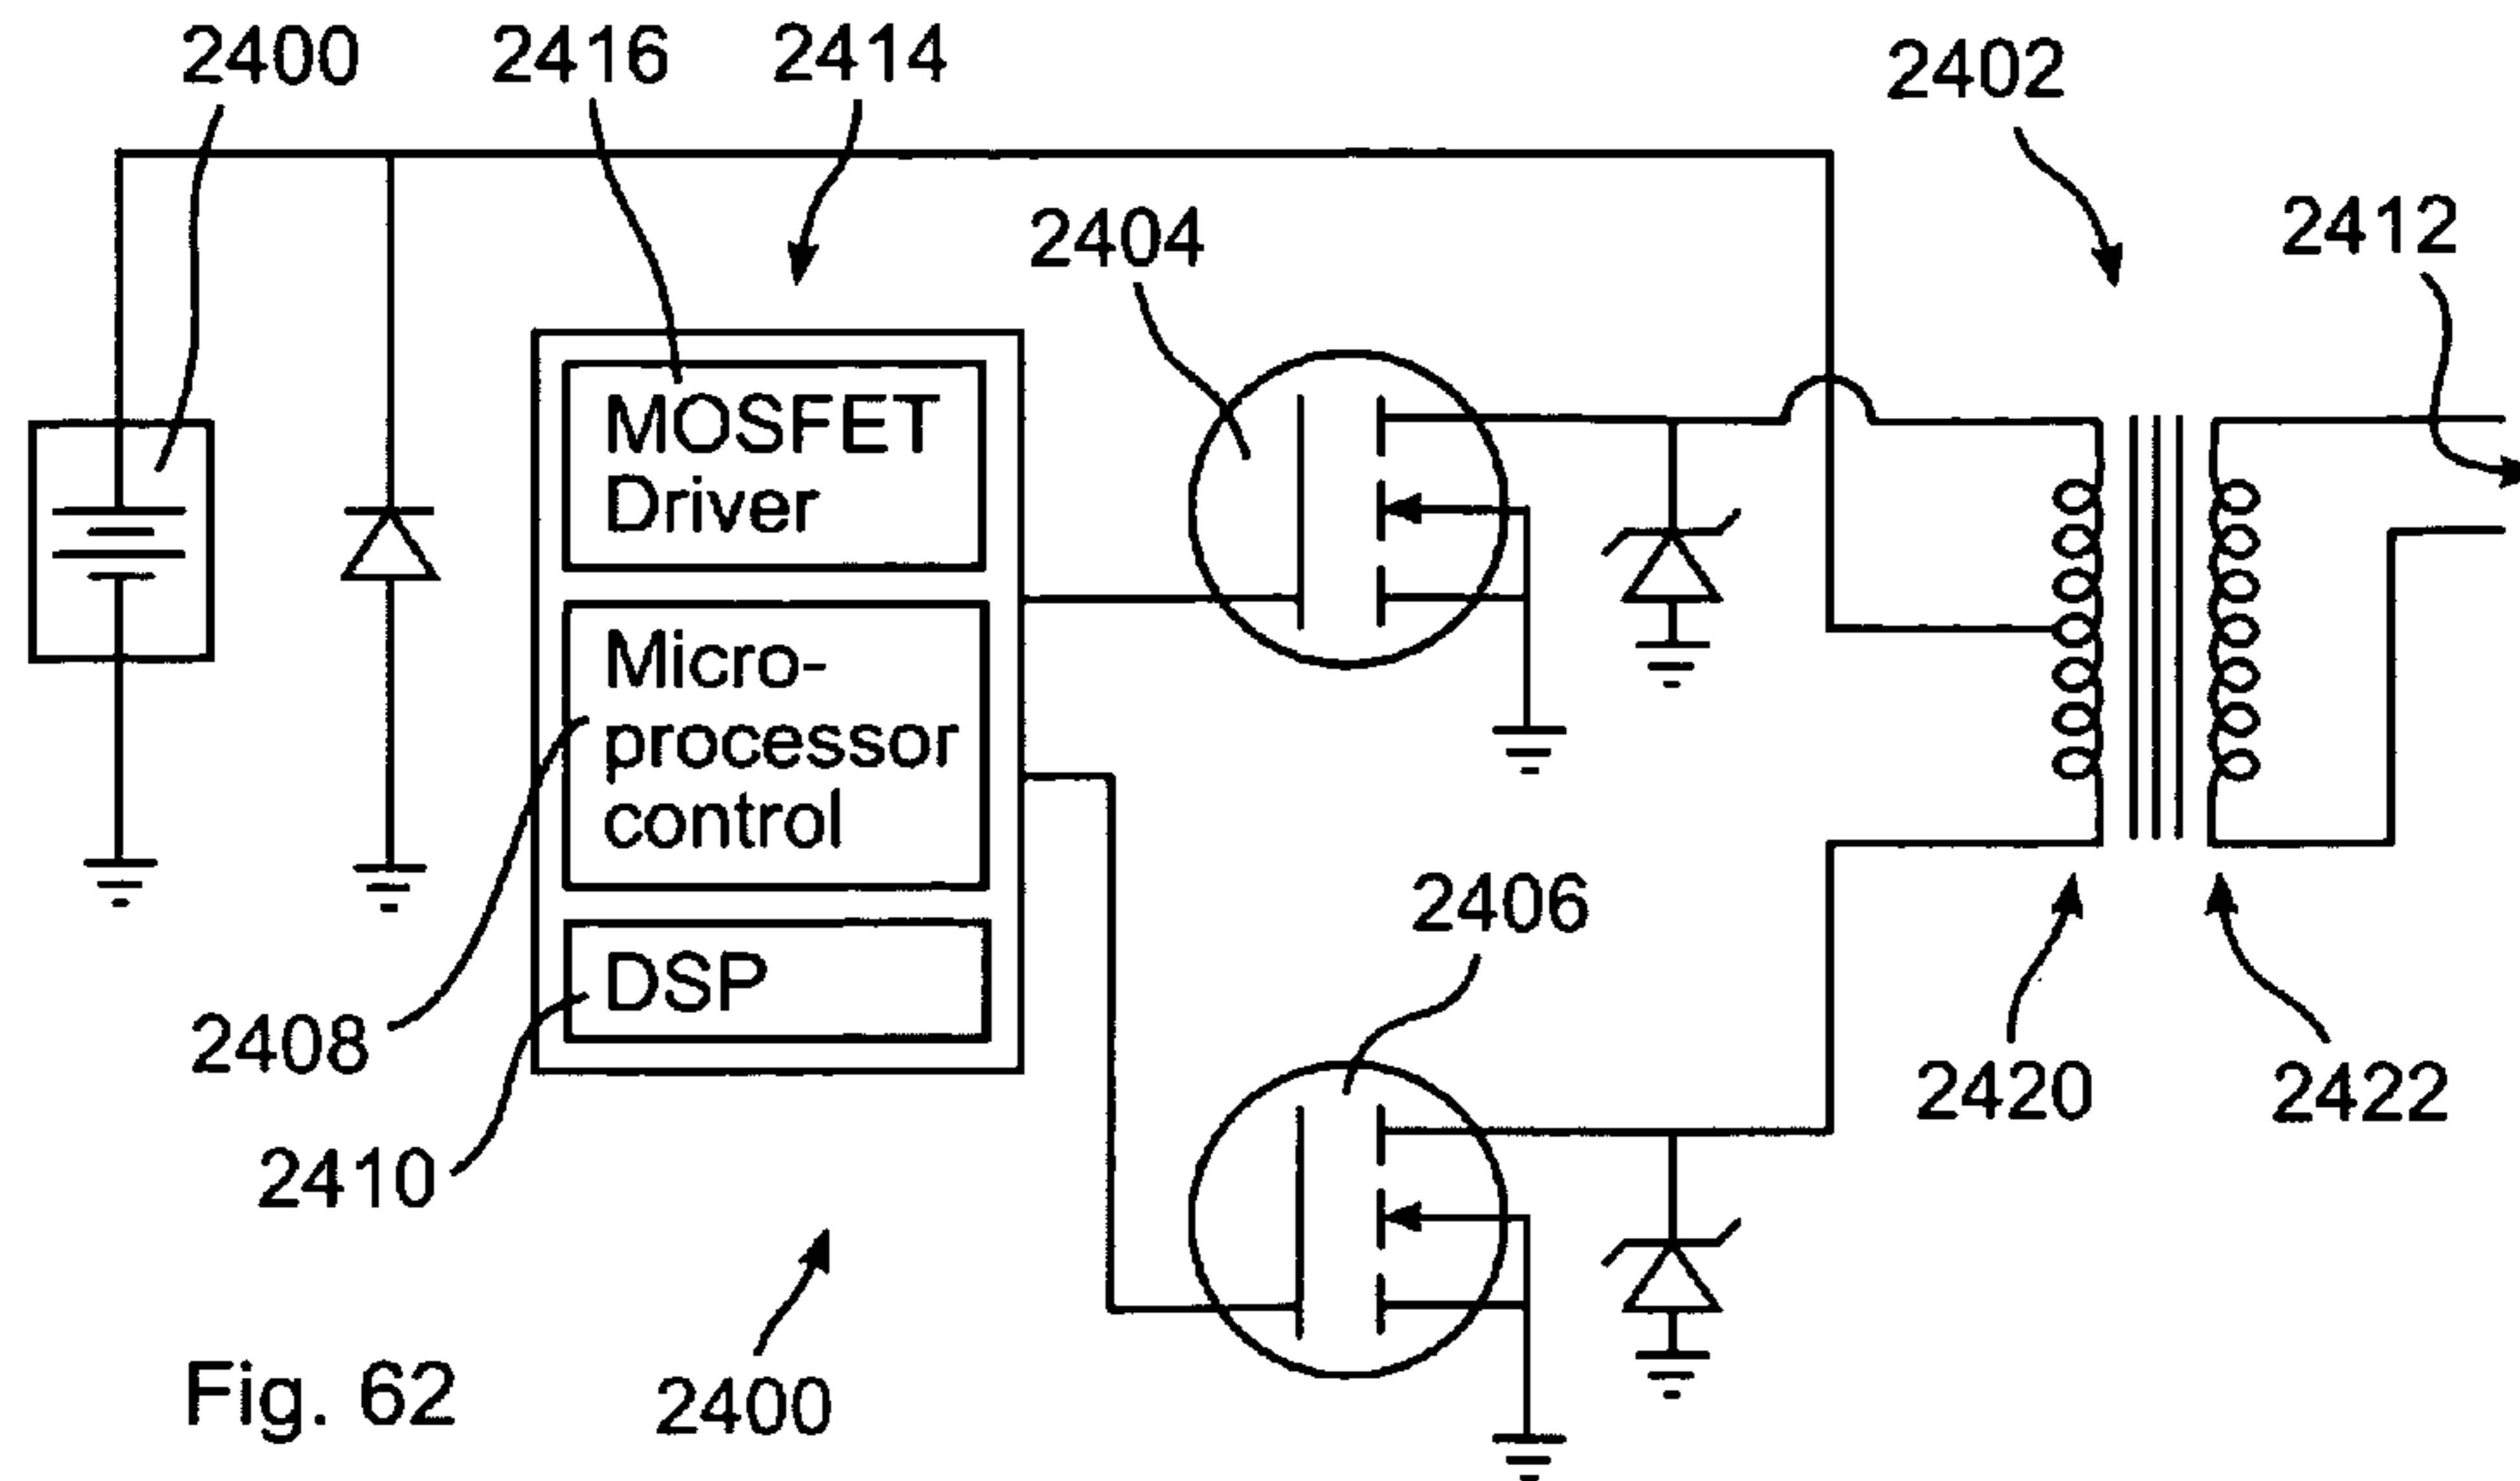 2400
2416
2414
2402
2412
2404
MOSFET
Driver
Micro-
processor
control
DSP
2406
2408
2410
2420
2422
2400
Fig. 62